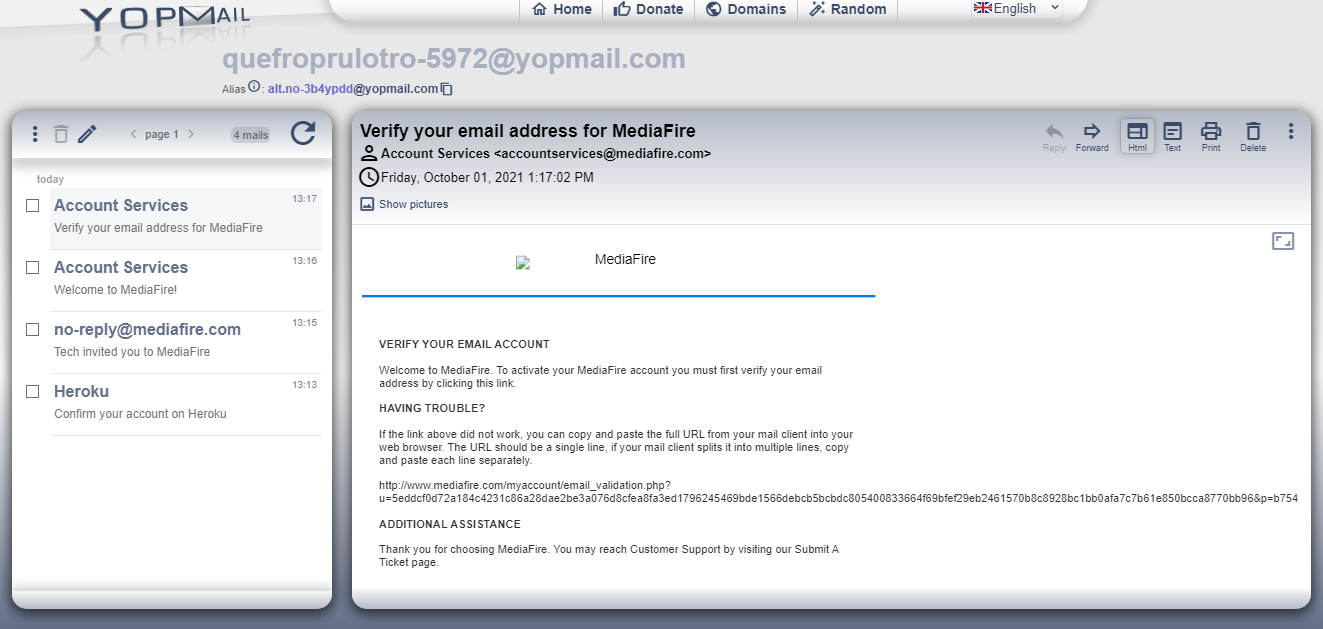 YOPMAIL
Home Donate Domains Random English
quefroprulotro-5972@yopmail.com
Alias : alt.no-3b4ypdd@yopmail.com
page 1 4 mails
today
Account Services 13:17
Verify your email address for MediaFire
Account Services 13:16
Welcome to MediaFire!
no-reply@mediafire.com 13:15
Tech invited you to MediaFire
Heroku 13:13
Confirm your account on Heroku
Verify your email address for MediaFire
Account Services <accountservices@mediafire.com>
Friday, October 01, 2021 1:17:02 PM
Show pictures
Reply Forward Html Text Print Delete
MediaFire
VERIFY YOUR EMAIL ACCOUNT
Welcome to MediaFire. To activate your MediaFire account you must first verify your email
address by clicking this link.
HAVING TROUBLE?
If the link above did not work, you can copy and paste the full URL from your mail client into your
web browser. The URL should be a single line, if your mail client splits it into multiple lines, copy
and paste each line separately.
http://www.mediafire.com/myaccount/email_validation.php?
u=5eddcf0d72a184c4231c86a28dae2be3a076d8cfea8fa3ed1796245469bde1566debcb5bcbdc805400833664f69bfef29eb2461570b8c8928bc1bb0afa7c7b61e850bcca8770bb96&p=b754
ADDITIONAL ASSISTANCE
Thank you for choosing MediaFire. You may reach Customer Support by visiting our Submit A
Ticket page.